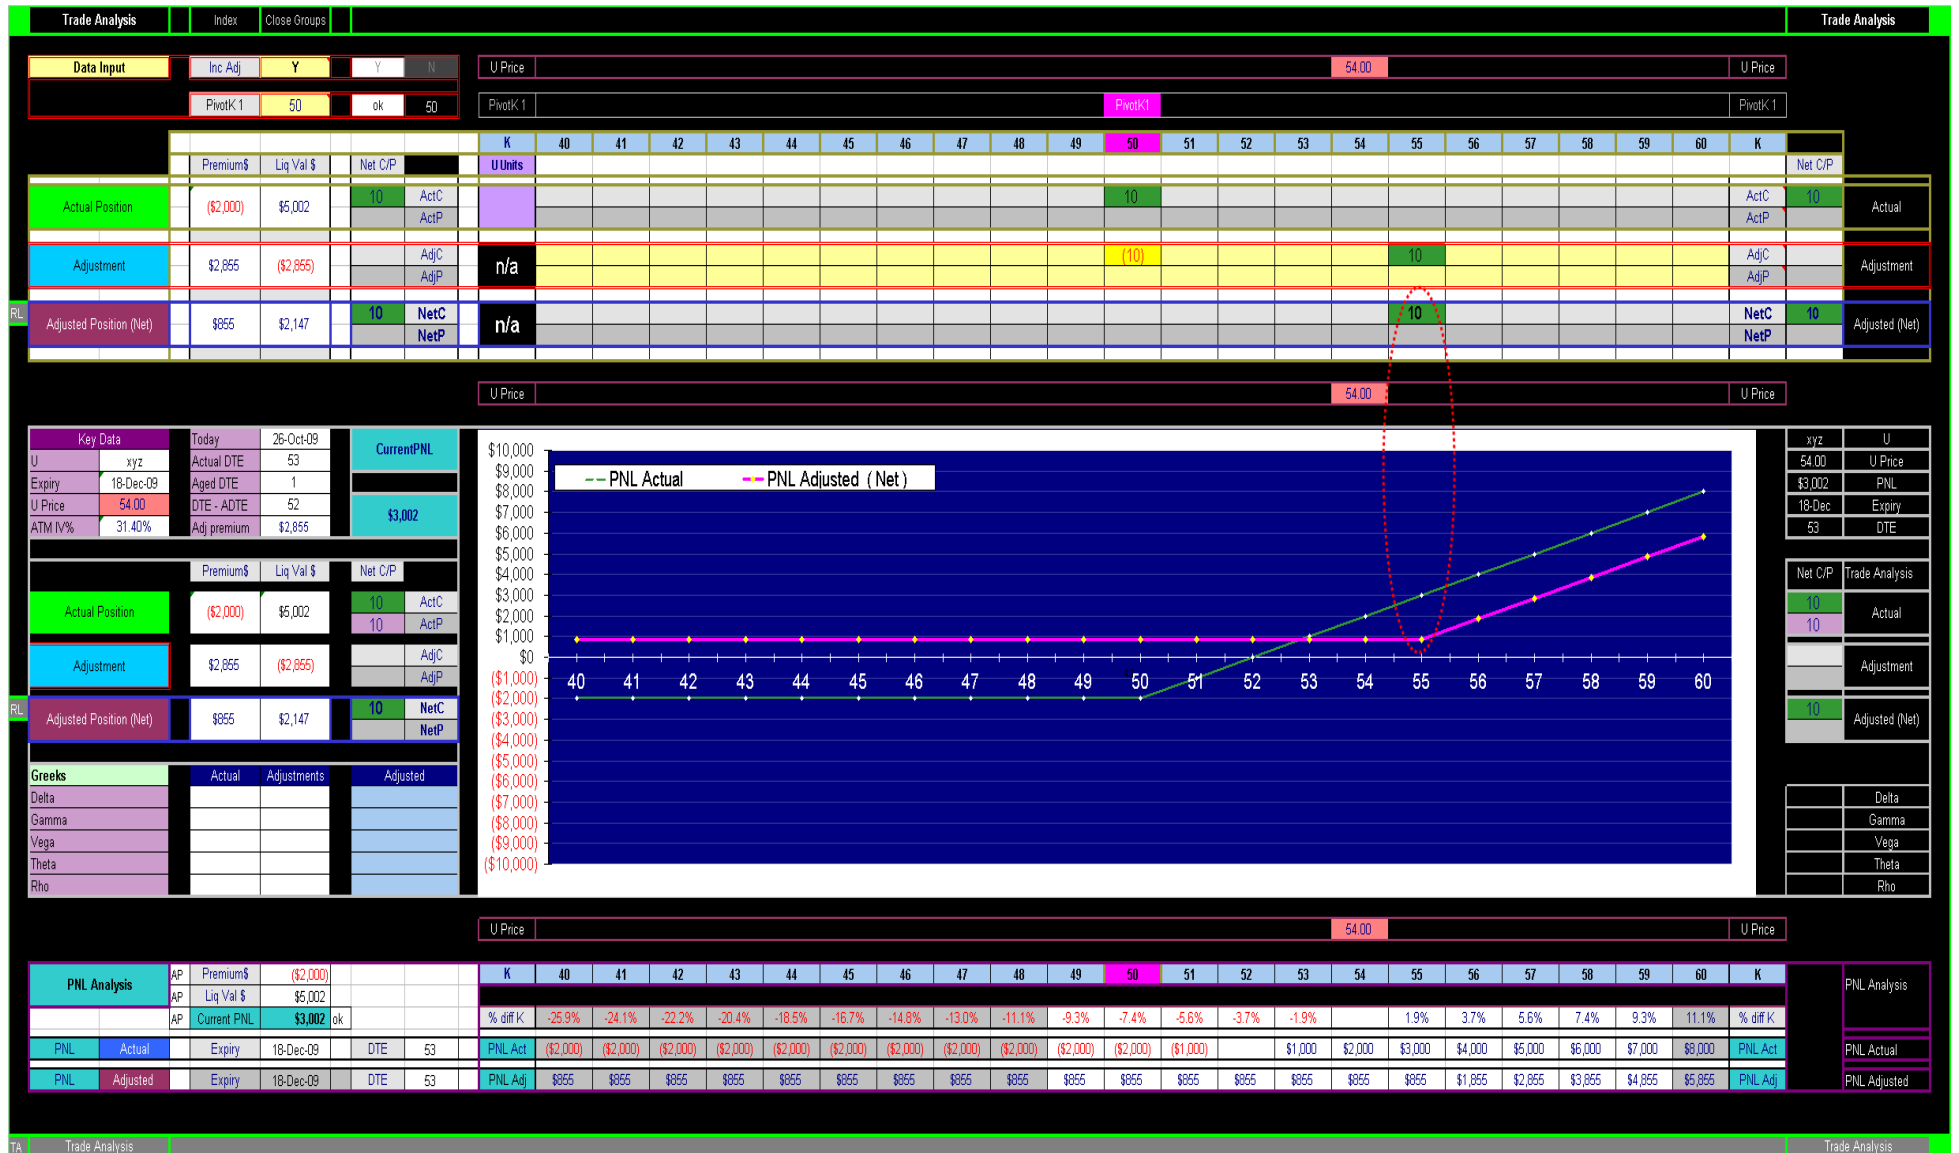 Trade Analysis Index Close Groups Trade Analysis
Data Input Inc Adj Y Y N U Price 54.00 U Price
PivotK 1 50 ok 50 PivotK 1 PivotK1 PivotK 1
K 40 41 42 43 44 45 46 47 48 49 50 51 52 53 54 55 56 57 58 59 60 K
Premium$ Liq Val $ Net C/P U Units Net C/P
Actual Position ($2,000) $5,002 10 ActC 10 ActC 10 Actual
ActP ActP
Adjustment $2,855 ($2,855) AdjC n/a (10) 10 AdjC Adjustment
AdjP AdjP
RL Adjusted Position (Net) $855 $2,147 10 NetC n/a 10 NetC 10 Adjusted (Net)
NetP NetP
U Price 54.00 U Price
Key Data Today 26-Oct-09 CurrentPNL xyz U
U xyz Actual DTE 53 54.00 U Price
Expiry 18-Dec-09 Aged DTE 1 $3,002 PNL
U Price 54.00 DTE - ADTE 52 $3,002 18-Dec Expiry
ATM IV% 31.40% Adj premium $2,855 53 DTE
Premium$ Liq Val $ Net C/P Net C/P Trade Analysis
Actual Position ($2,000) $5,002 10 ActC 10 Actual
10 ActP 10
Adjustment $2,855 ($2,855) AdjC Adjustment
AdjP
RL Adjusted Position (Net) $855 $2,147 10 NetC 10 Adjusted (Net)
NetP
Greeks Actual Adjustments Adjusted
Delta Delta
Gamma Gamma
Vega Vega
Theta Theta
Rho Rho
PNL Actual PNL Adjusted ( Net )
$10,000
$9,000
$8,000
$7,000
$6,000
$5,000
$4,000
$3,000
$2,000
$1,000
$0
($1,000)
($2,000)
($3,000)
($4,000)
($5,000)
($6,000)
($7,000)
($8,000)
($9,000)
($10,000)
40 41 42 43 44 45 46 47 48 49 50 51 52 53 54 55 56 57 58 59 60
U Price 54.00 U Price
PNL Analysis AP Premium$ ($2,000) K 40 41 42 43 44 45 46 47 48 49 50 51 52 53 54 55 56 57 58 59 60 K PNL Analysis
AP Liq Val $ $5,002
AP Current PNL $3,002 ok % diff K -25.9% -24.1% -22.2% -20.4% -18.5% -16.7% -14.8% -13.0% -11.1% -9.3% -7.4% -5.6% -3.7% -1.9% 1.9% 3.7% 5.6% 7.4% 9.3% 11.1% % diff K
PNL Actual Expiry 18-Dec-09 DTE 53 PNL Act ($2,000) ($2,000) ($2,000) ($2,000) ($2,000) ($2,000) ($2,000) ($2,000) ($2,000) ($2,000) ($2,000) ($1,000) $1,000 $2,000 $3,000 $4,000 $5,000 $6,000 $7,000 $8,000 PNL Act PNL Actual
PNL Adjusted Expiry 18-Dec-09 DTE 53 PNL Adj $855 $855 $855 $855 $855 $855 $855 $855 $855 $855 $855 $855 $855 $855 $855 $855 $1,855 $2,855 $3,855 $4,855 $5,855 PNL Adj PNL Adjusted
TA Trade Analysis Trade Analysis